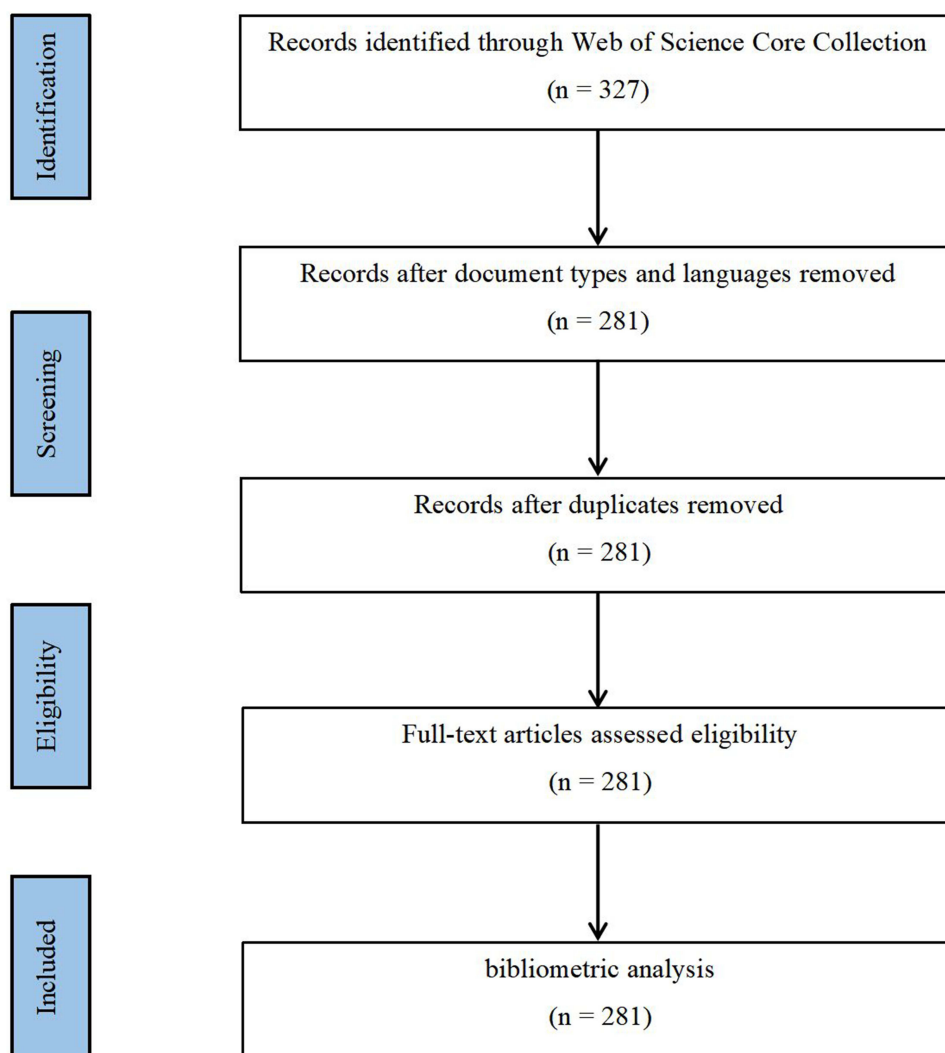 Identification
Records identified through Web of Science Core Collection
(n = 327)
Records after document types and languages removed
(n = 281)
Screening
Records after duplicates removed
(n = 281)
Eligibility
Full-text articles assessed eligibility
(n = 281)
Included
bibliometric analysis
(n = 281)